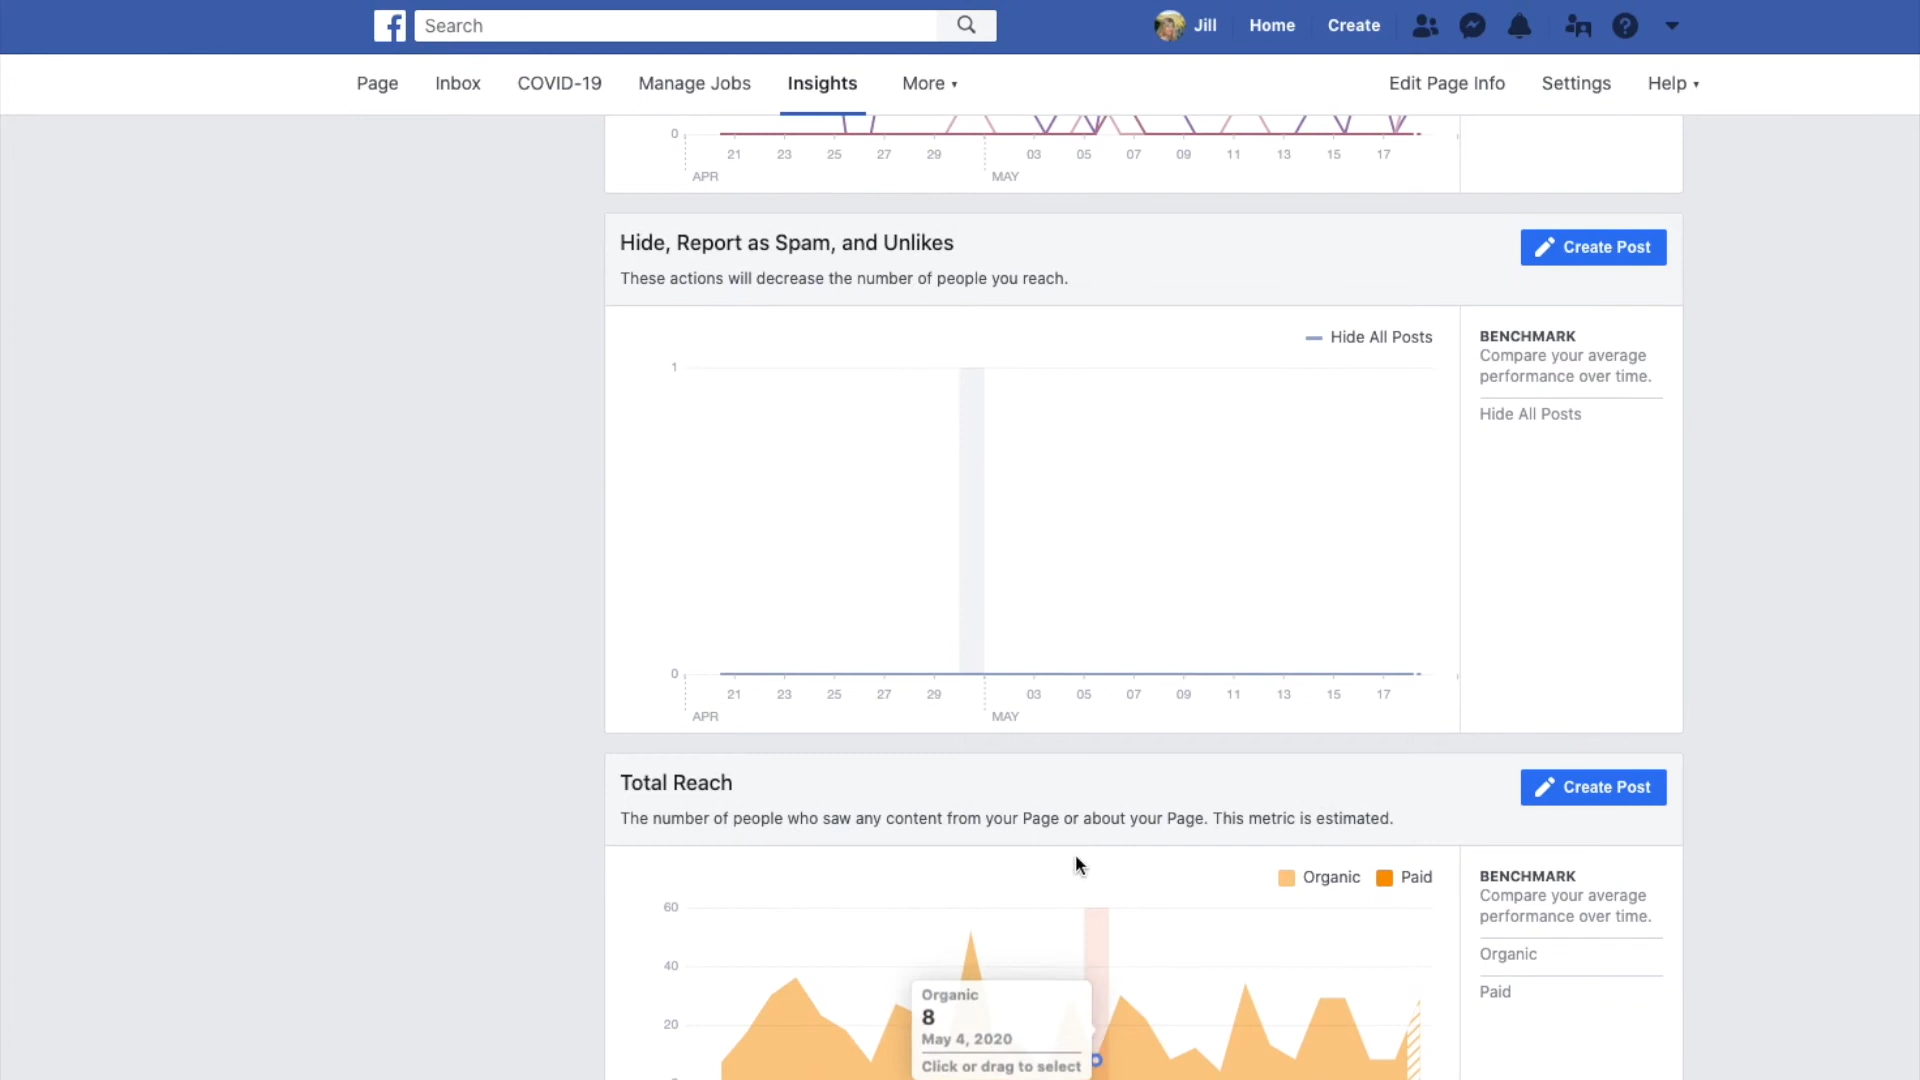 Search
Jill
Home
Create
Page
Inbox
COVID-19
Manage Jobs
Insights
More
Edit Page Info
Settings
Help
0
21 23 25 27 29 03 05 07 09 11 13 15 17
APR MAY
Hide, Report as Spam, and Unlikes
Create Post
These actions will decrease the number of people you reach.
Hide All Posts
BENCHMARK
Compare your average
performance over time.
Hide All Posts
1
0
21 23 25 27 29 03 05 07 09 11 13 15 17
APR MAY
Total Reach
Create Post
The number of people who saw any content from your Page or about your Page. This metric is estimated.
Organic Paid
BENCHMARK
Compare your average
performance over time.
Organic
Paid
60
40
20
Organic
8
May 4, 2020
Click or drag to select